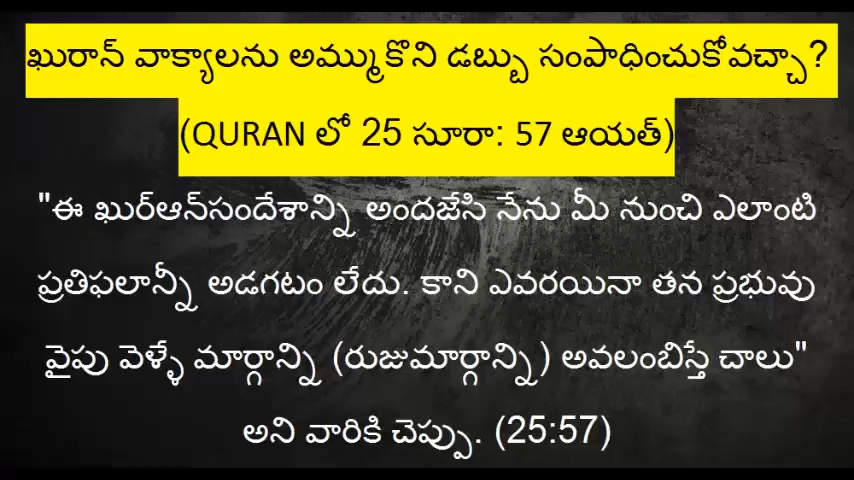 ఖురాన్ వాక్యాలను అమ్ముకొని డబ్బు సంపాధించుకోవచ్చా?
(QURAN లో 25 సూరా: 57 ఆయత్)
"ఈ ఖుర్ఆన్‌సందేశాన్ని అందజేసి నేను మీ నుంచి ఎలాంటి
ప్రతిఫలాన్నీ అడగటం లేదు. కాని ఎవరయినా తన ప్రభువు
వైపు వెళ్ళే మార్గాన్ని (రుజుమార్గాన్ని) అవలంబిస్తే చాలు"
అని వారికి చెప్పు. (25:57)